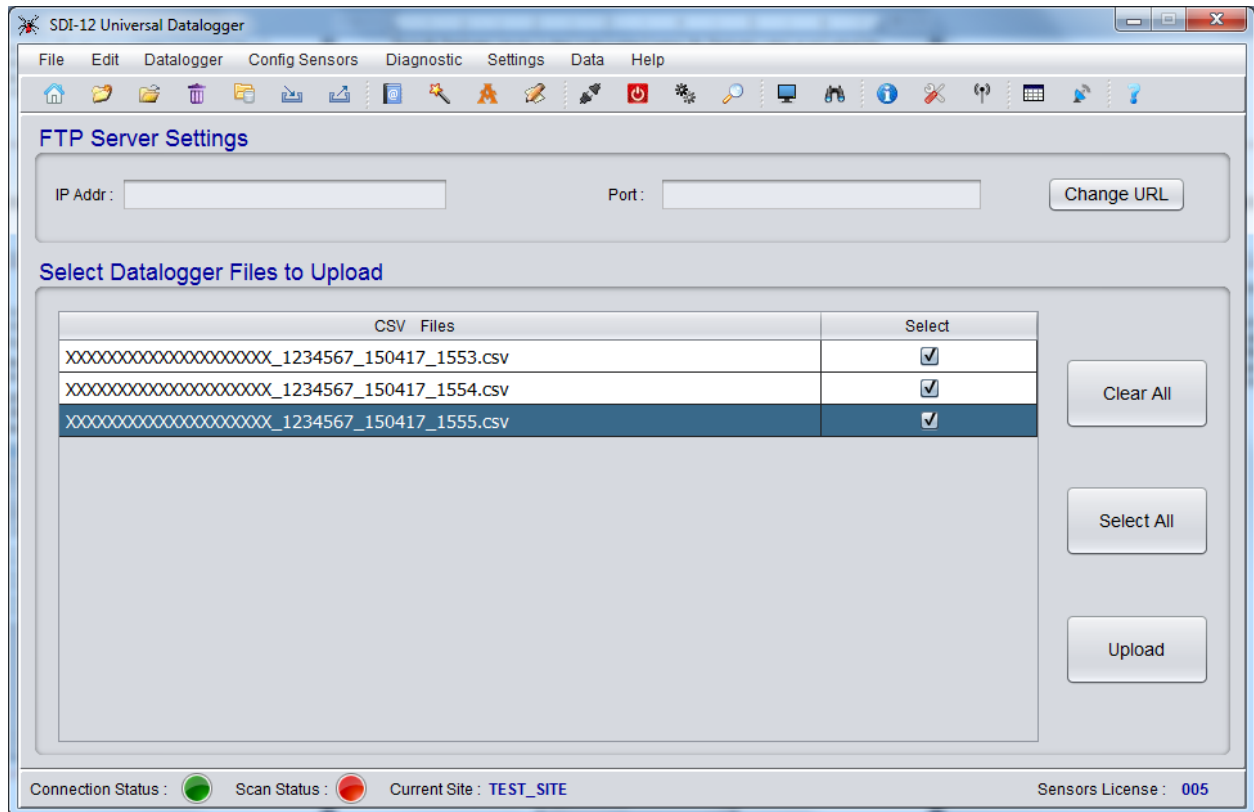 SDI-12 Universal Datalogger
File Edit Datalogger Config Sensors Diagnostic Settings Data Help
FTP Server Settings
IP Addr : Port : Change URL
Select Datalogger Files to Upload
CSV Files Select
XXXXXXXXXXXXXXXXXXXX_1234567_150417_1553.csv
XXXXXXXXXXXXXXXXXXXX_1234567_150417_1554.csv
Clear All
XXXXXXXXXXXXXXXXXXXX_1234567_150417_1555.csv
Select All
Upload
Connection Status : Scan Status : Current Site : TEST_SITE Sensors License : 005